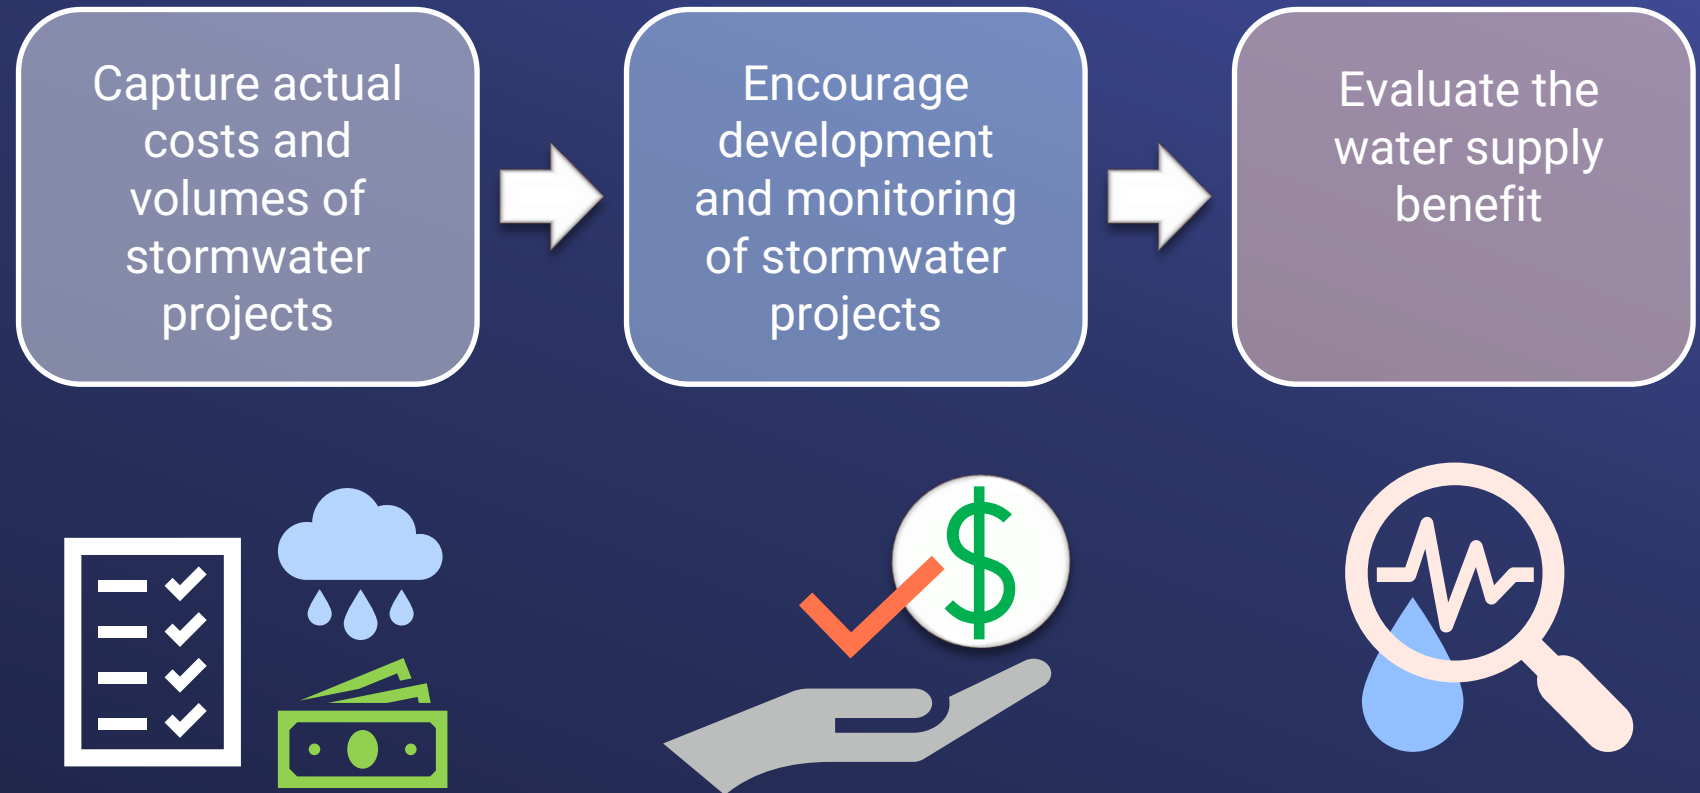 Capture actual
costs and
volumes of
stormwater
projects
Encourage
development
and monitoring
of stormwater
projects
Evaluate the
water supply
benefit
$